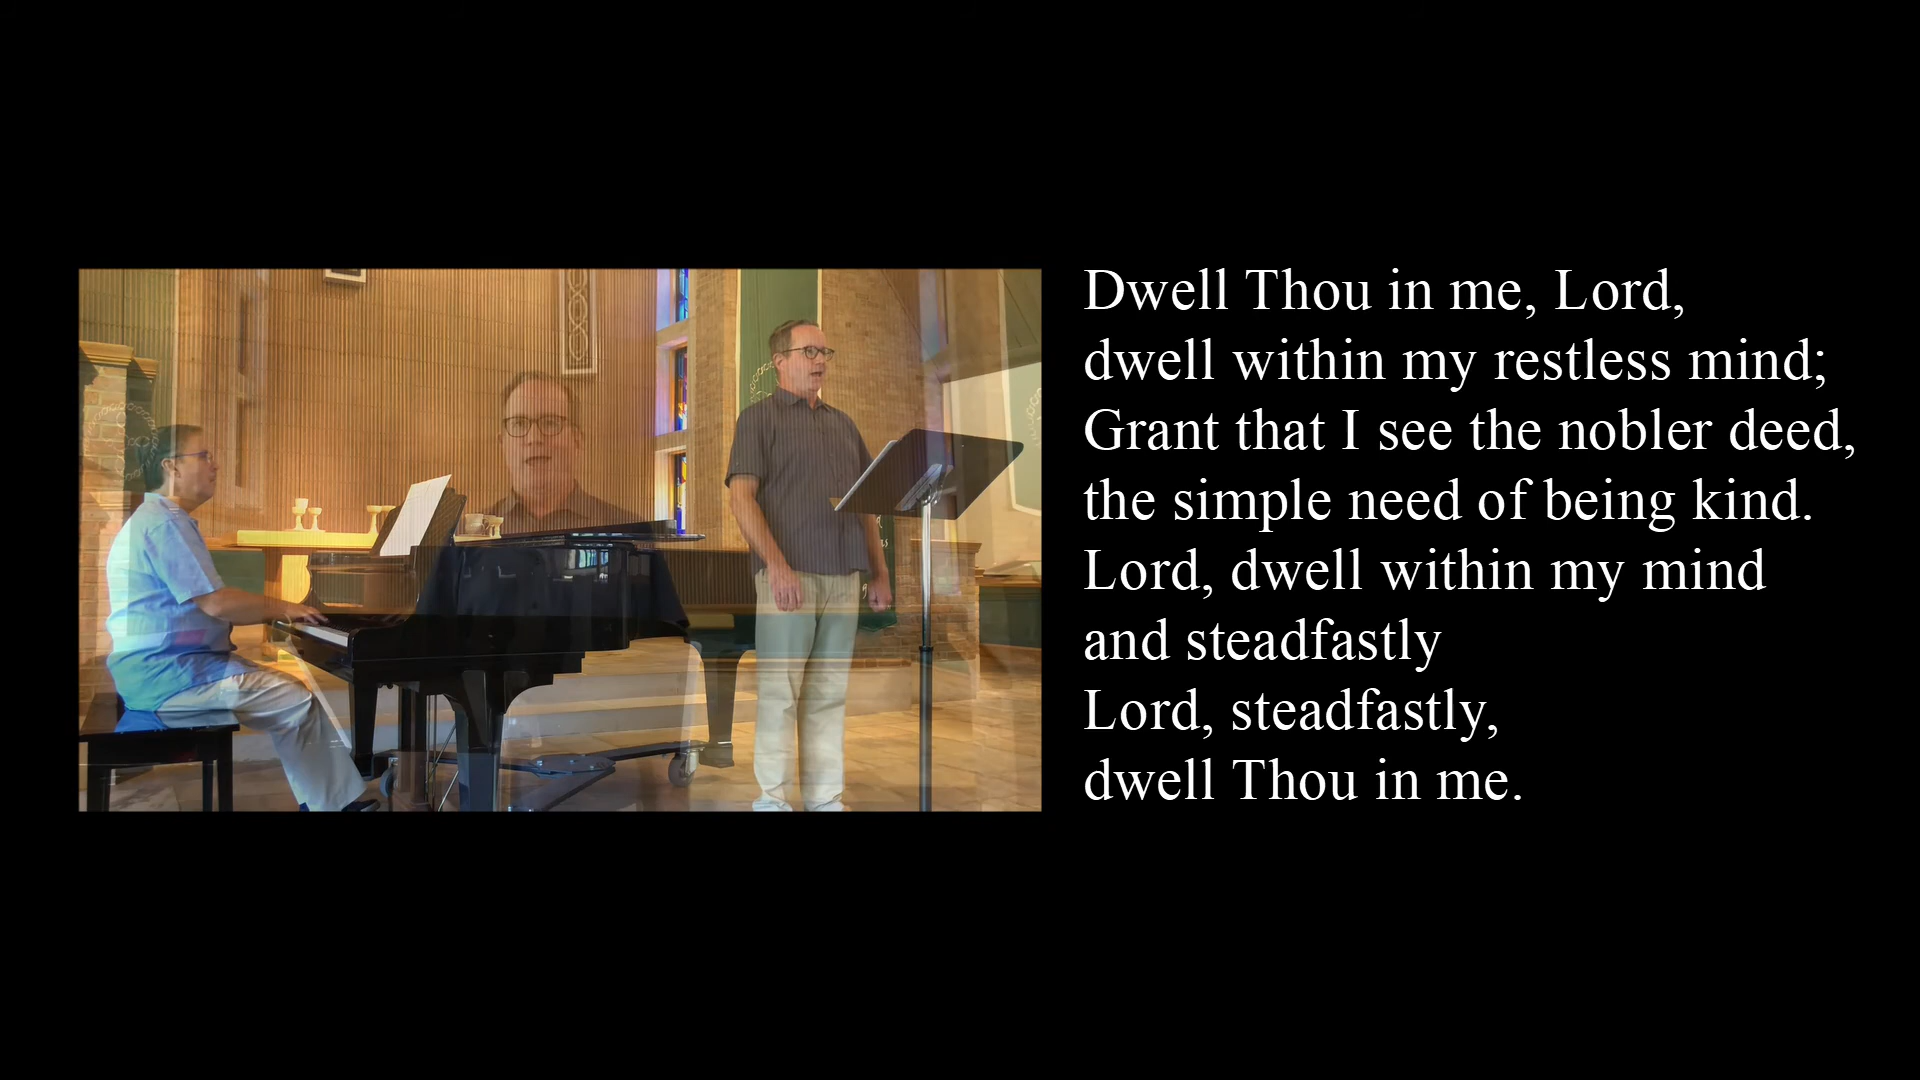 Dwell Thou in me, Lord,
dwell within my restless mind;
Grant that I see the nobler deed,
the simple need of being kind.
Lord, dwell within my mind
and steadfastly
Lord, steadfastly,
dwell Thou in me.